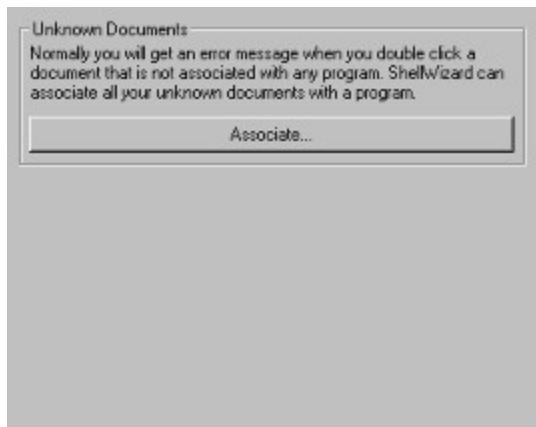 Unknown Documents
Normally you will get an error message when you double click a
document that is not associated with any program. ShellWizard can
associate all your unknown documents with a program.
Associate...